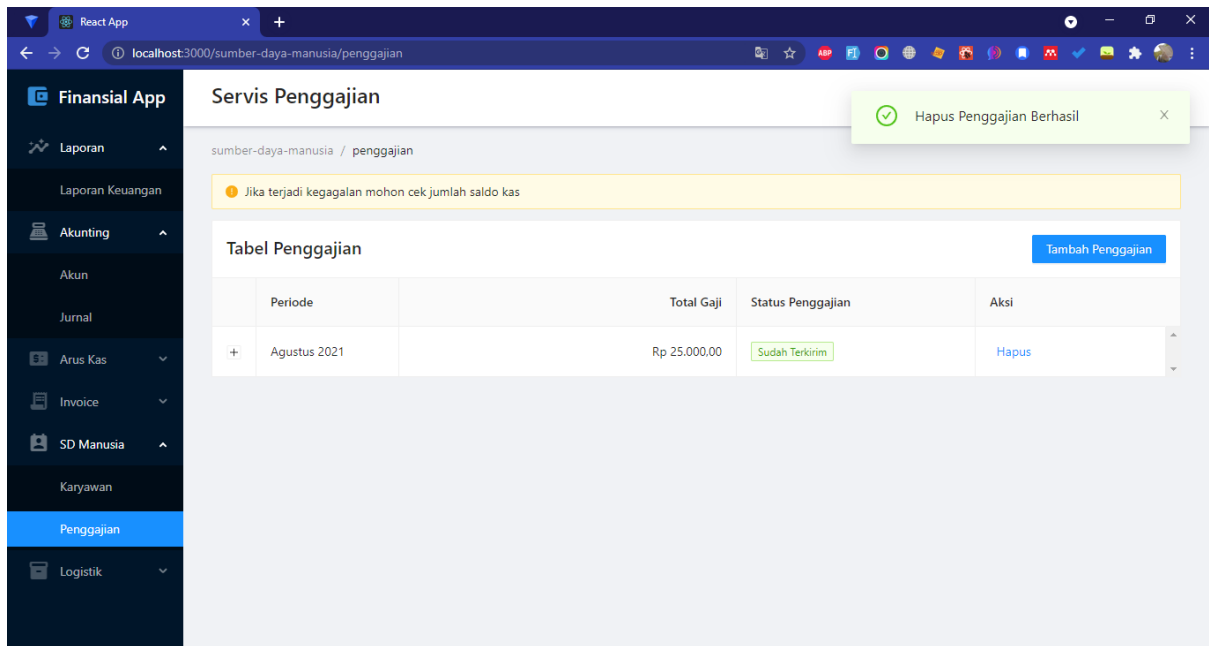 React App
localhost:3000/sumber-daya-manusia/penggajian
ABP
Finansial App
Servis Penggajian
Hapus Penggajian Berhasil
Laporan
sumber-daya-manusia / penggajian
Laporan Keuangan
Jika terjadi kegagalan mohon cek jumlah saldo kas
Akunting
Tabel Penggajian
Tambah Penggajian
Akun
Periode Total Gaji Status Penggajian Aksi
Jurnal
Arus Kas
Agustus 2021 Rp 25.000,00 Sudah Terkirim Hapus
Invoice
SD Manusia
Karyawan
Penggajian
Logistik